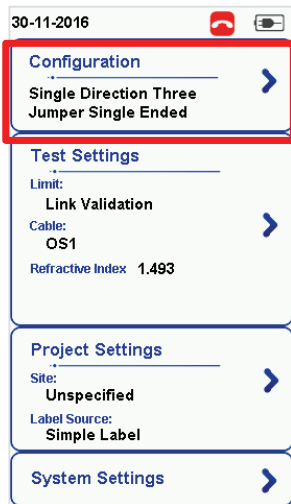 30-11-2016
Configuration
Single Direction Three
Jumper Single Ended
Test Settings
Limit:
Link Validation
Cable:
OS1
Refractive Index 1.493
Project Settings
Site:
Unspecified
Label Source:
Simple Label
System Settings